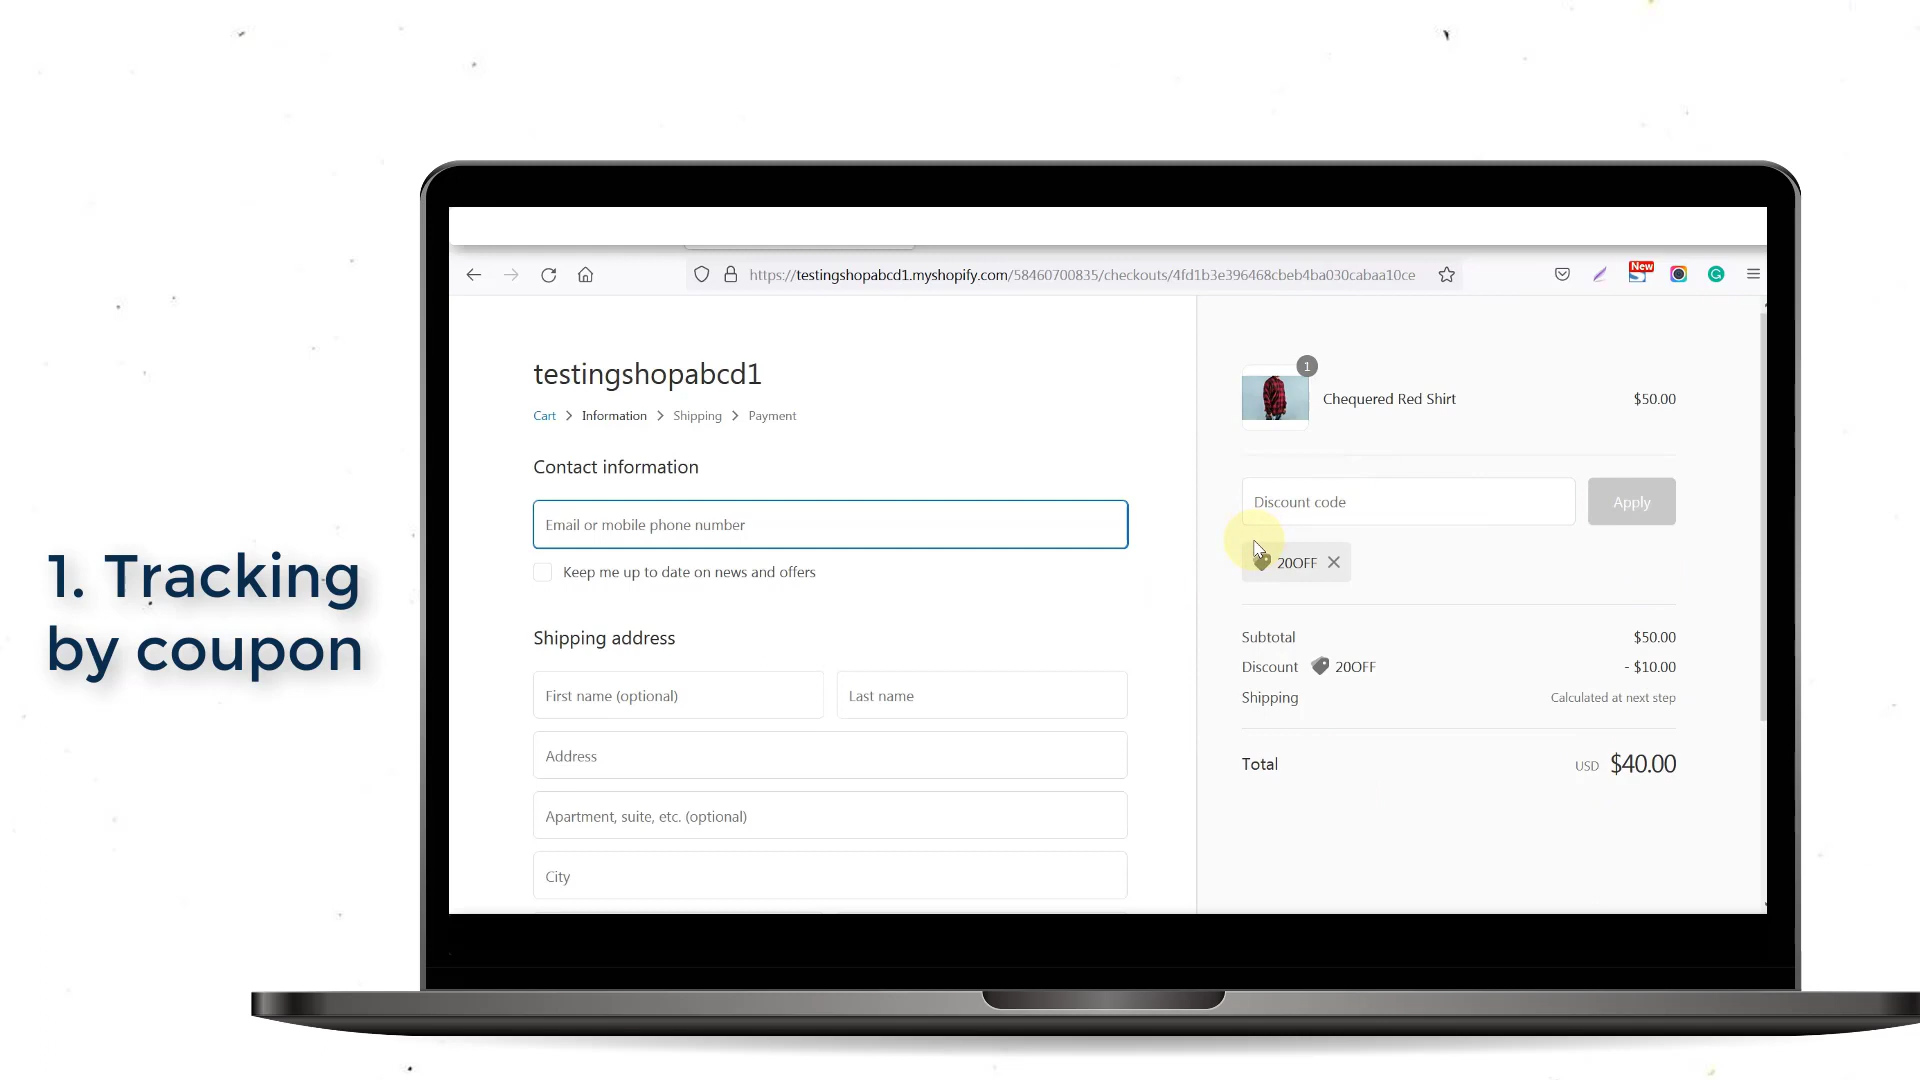 1. Tracking
by coupon
https://testingshopabcd1.myshopify.com/58460700835/checkouts/4fd1b3e396468cbeb4ba030cabaa10ce
New
testingshopabcd1
Cart > Information > Shipping > Payment
Contact information
Email or mobile phone number
Keep me up to date on news and offers
Shipping address
First name (optional) Last name
Address
Apartment, suite, etc. (optional)
City
1
Chequered Red Shirt $50.00
Discount code Apply
20OFF
Subtotal $50.00
Discount 20OFF - $10.00
Shipping Calculated at next step
Total USD $40.00